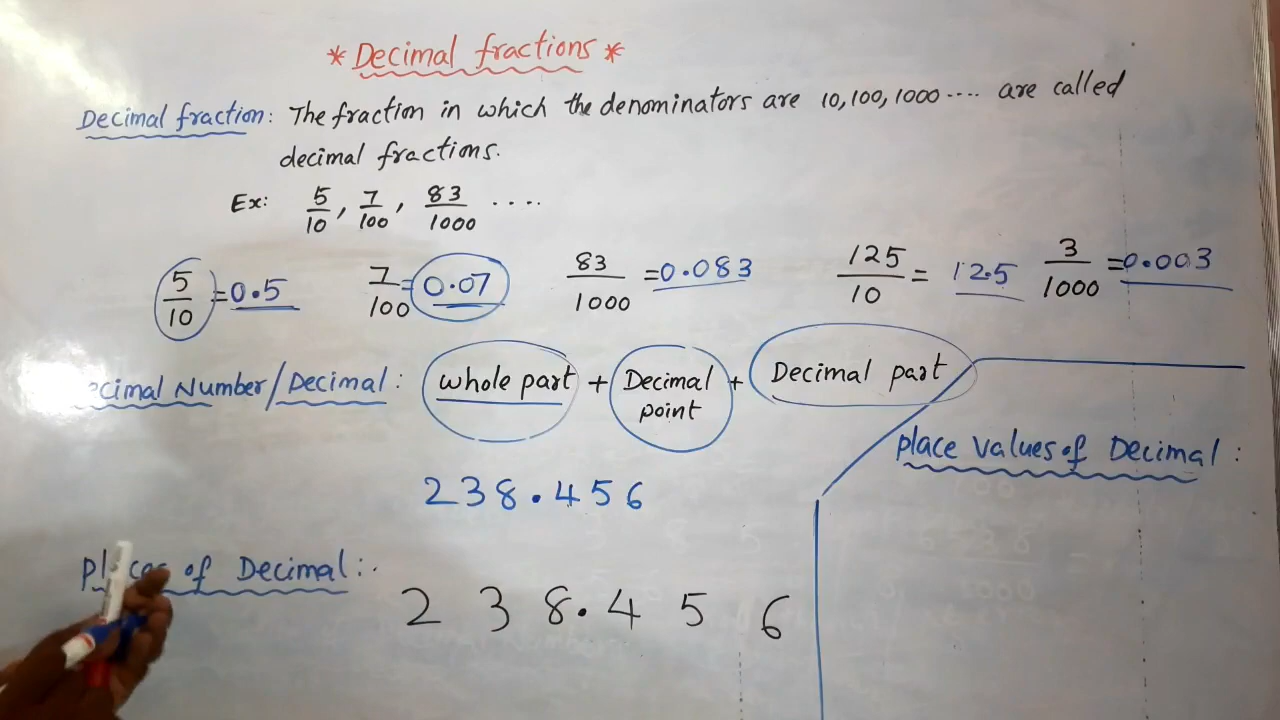 * Decimal fractions *
Decimal fraction: The fraction in which the denominators are 10,100,1000 .... are called
decimal fractions.
Ex: 5/10, 7/100, 83/1000 ....
5/10 = 0.5 7/100 = 0.07 83/1000 = 0.083 125/10 = 12.5 3/1000 = 0.003
ecimal Number/Decimal: whole part + Decimal point + Decimal part
place values of Decimal:
238.456
places of Decimal:
2 3 8.4 5 6